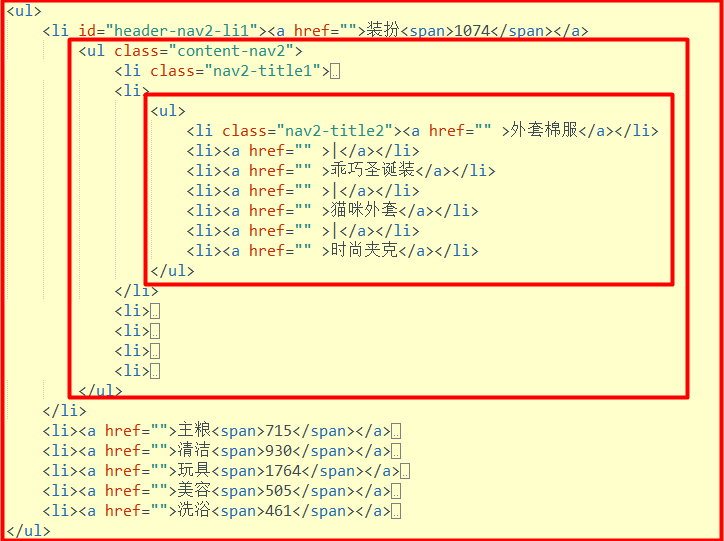 <ul>
<li id="header-nav2-li1"><a href="">装扮<span>1074</span></a>
<ul class="content-nav2">
<li class="nav2-title1">..
<li>
<ul>
<li class="nav2-title2"><a href="" >外套棉服</a></li>
<li><a href="" >|</a></li>
<li><a href="" >乖巧圣诞装</a></li>
<li><a href="" >|</a></li>
<li><a href="" >猫咪外套</a></li>
<li><a href="" >|</a></li>
<li><a href="" >时尚夹克</a></li>
</ul>
</li>
<li>..
<li>..
<li>..
<li>..
</ul>
</li>
<li><a href="">主粮<span>715</span></a>..
<li><a href="">清洁<span>930</span></a>..
<li><a href="">玩具<span>1764</span></a>..
<li><a href="">美容<span>505</span></a>..
<li><a href="">洗浴<span>461</span></a>..
</ul>